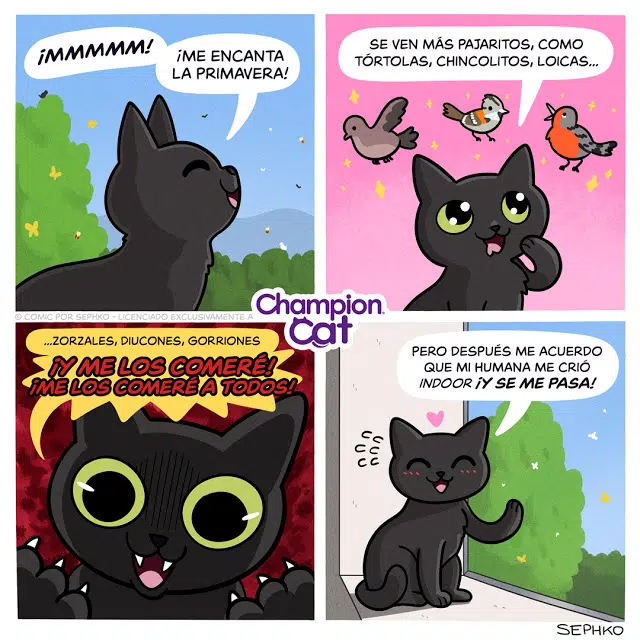 ¡MMMMM!
¡ME ENCANTA
LA PRIMAVERA!
SE VEN MÁS PAJARITOS, COMO
TÓRTOLAS, CHINCOLITOS, LOICAS...
© COMIC POR SEPHKO - LICENCIADO EXCLUSIVAMENTE A
Champion
Cat
...ZORZALES, DIUCONES, GORRIONES
¡Y ME LOS COMERÉ!
¡ME LOS COMERÉ A TODOS!
PERO DESPUÉS ME ACUERDO
QUE MI HUMANA ME CRIÓ
INDOOR ¡Y SE ME PASA!
SEPHKO